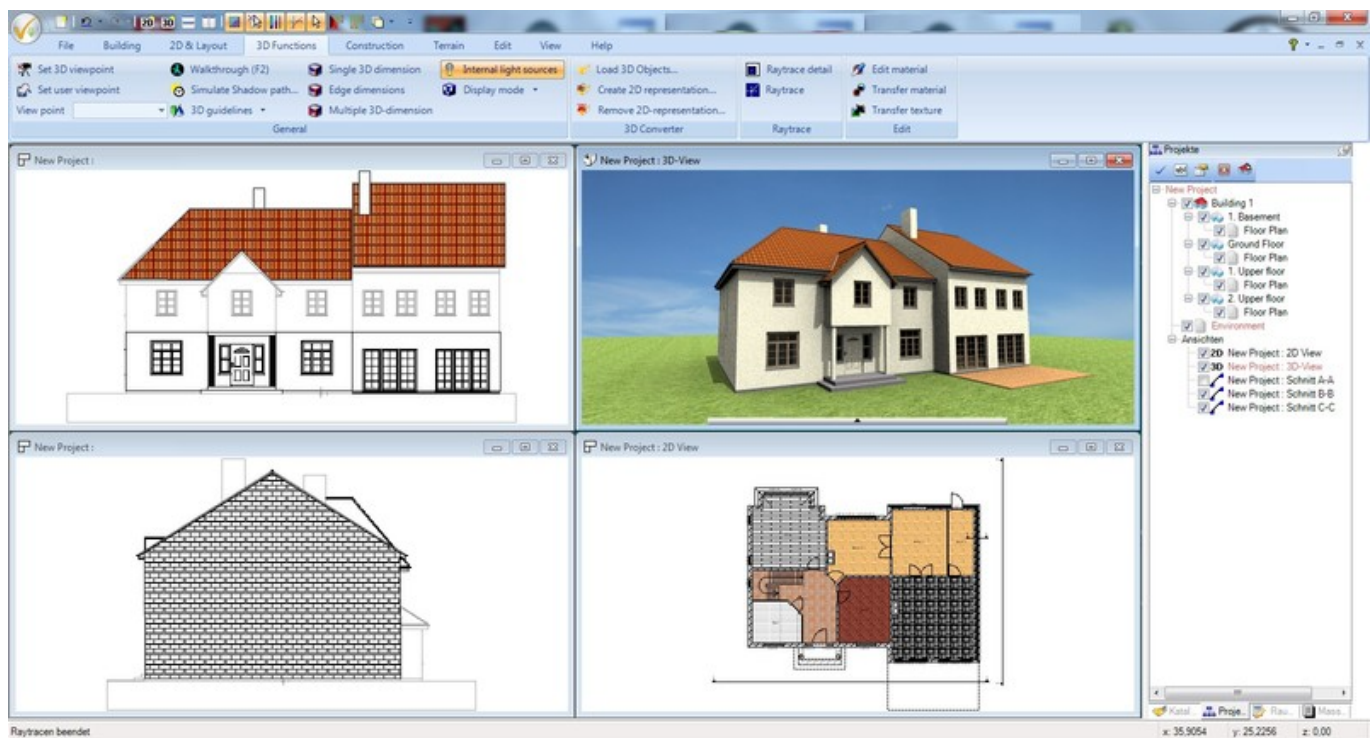 2D 3D
File Building 2D & Layout 3D Functions Construction Terrain Edit View Help
Set 3D viewpoint Walkthrough (F2) Single 3D dimension Internal light sources Load 3D Objects... Raytrace detail Edit material
Set user viewpoint Simulate Shadow path... Edge dimensions Display mode Create 2D representation... Raytrace Transfer material
View point 3D guidelines Multiple 3D-dimension Remove 2D-representation... Transfer texture
General 3D Converter Raytrace Edit
New Project :
New Project : 3D-View
New Project :
New Project : 2D View
Projekte
New Project
Building 1
1. Basement
Floor Plan
Ground Floor
Floor Plan
1. Upper floor
Floor Plan
2. Upper floor
Floor Plan
Environment
Ansichten
2D New Project : 2D View
3D New Project : 3D-View
New Project : Schnitt A-A
New Project : Schnitt B-B
New Project : Schnitt C-C
Katal... Proje... Rau... Mass...
Raytracen beendet x: 35,9054 y: 25,2256 z: 0,00